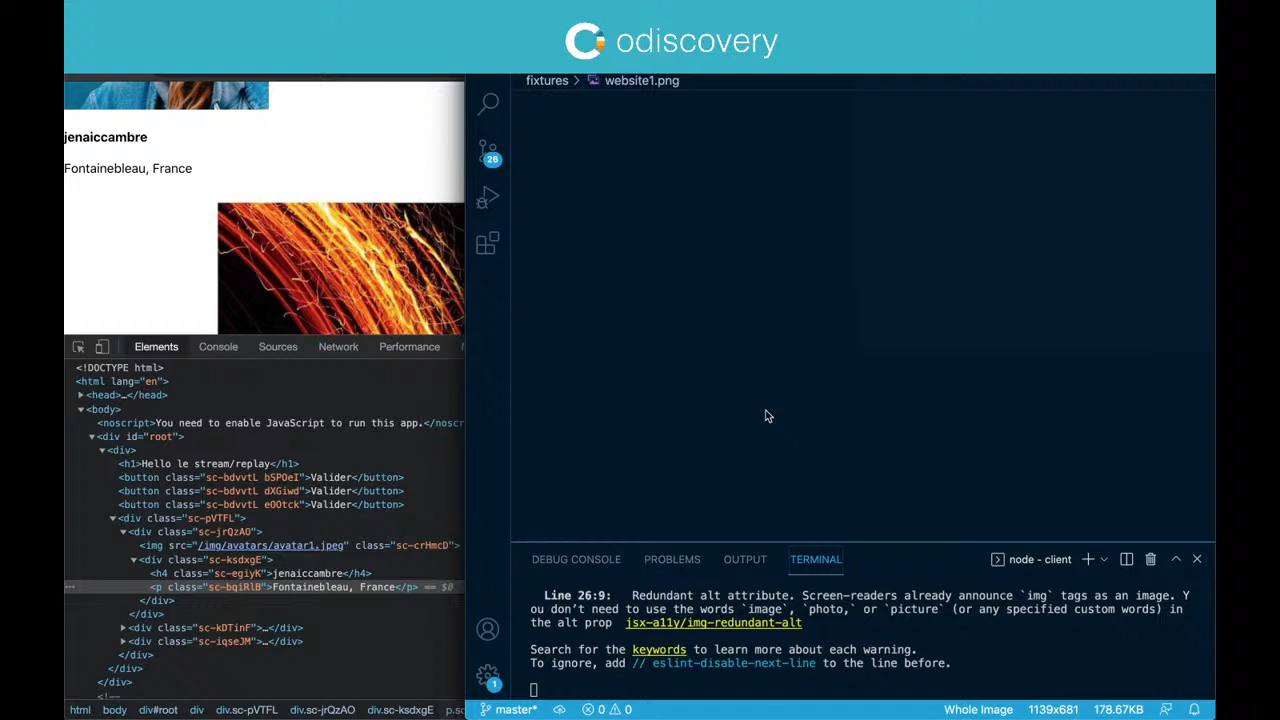 odiscovery
fixtures > website1.png
jenaiccambre
Fontainebleau, France
26
Elements Console Sources Network Performance
<!DOCTYPE html>
<html lang="en">
<head>…</head>
<body>
<noscript>You need to enable JavaScript to run this app.</noscr
<div id="root">
<div>
<h1>Hello le stream/replay</h1>
<button class="sc-bdvvtL bSPOeI">Valider</button>
<button class="sc-bdvvtL dXGiwd">Valider</button>
<button class="sc-bdvvtL eOOtck">Valider</button>
<div class="sc-pVTFL">
<div class="sc-jrQzAO">
<img src="/img/avatars/avatar1.jpeg" class="sc-crHmcD">
<div class="sc-ksdxgE">
<h4 class="sc-egiyK">jenaiccambre</h4>
<p class="sc-bqiRlB">Fontainebleau, France</p> == $0
</div>
</div>
<div class="sc-kDTinF">…</div>
<div class="sc-iqseJM">…</div>
</div>
</div>
</div>
<!--
html body div#root div div.sc-pVTFL div.sc-jrQzAO div.sc-ksdxgE p.sc
DEBUG CONSOLE PROBLEMS OUTPUT TERMINAL node - client
Line 26:9: Redundant alt attribute. Screen-readers already announce `img` tags as an image. Y
ou don't need to use the words `image`, `photo,` or `picture` (or any specified custom words) in
the alt prop jsx-a11y/img-redundant-alt
Search for the keywords to learn more about each warning.
To ignore, add // eslint-disable-next-line to the line before.
1
master* 0 0 Whole Image 1139x681 178.67KB